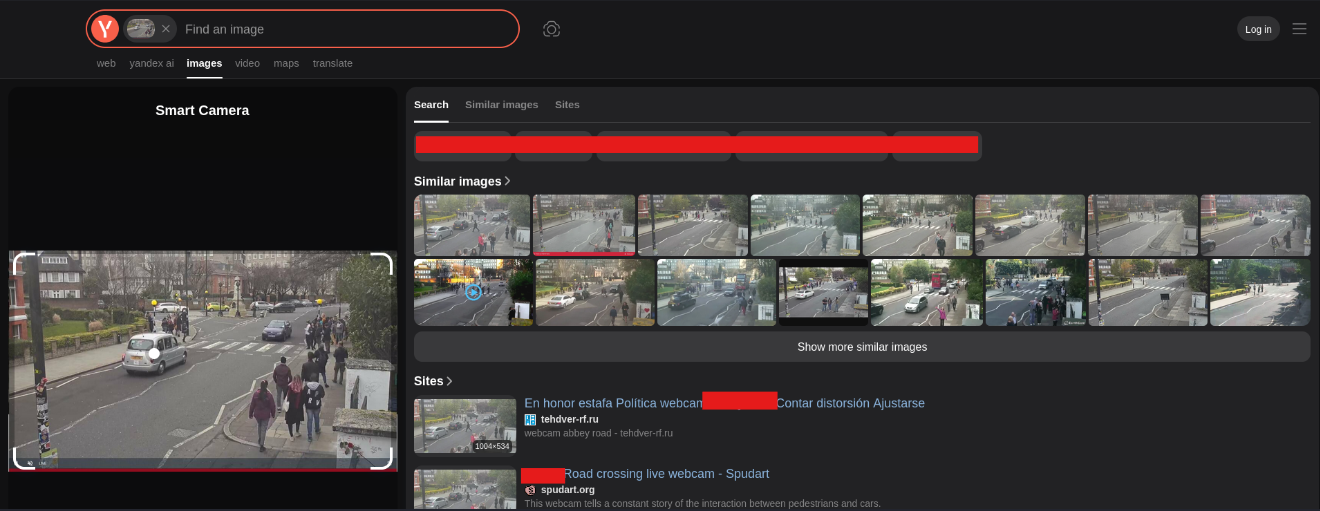 Find an image
Log in
web yandex ai images video maps translate
Smart Camera
Search Similar images Sites
Similar images
Show more similar images
Sites
En honor estafa Política webcam Contar distorsión Ajustarse
tehdver-rf.ru
webcam abbey road - tehdver-rf.ru
1004×534
Road crossing live webcam - Spudart
spudart.org
This webcam tells a constant story of the interaction between pedestrians and cars.